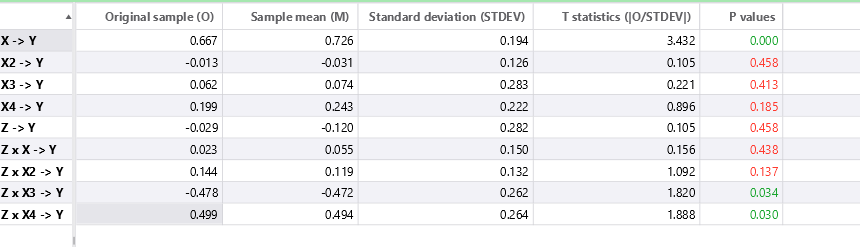 Original sample (O) Sample mean (M) Standard deviation (STDEV) T statistics (|O/STDEV|) P values
X -> Y 0.667 0.726 0.194 3.432 0.000
X2 -> Y -0.013 -0.031 0.126 0.105 0.458
X3 -> Y 0.062 0.074 0.283 0.221 0.413
X4 -> Y 0.199 0.243 0.222 0.896 0.185
Z -> Y -0.029 -0.120 0.282 0.105 0.458
Z x X -> Y 0.023 0.055 0.150 0.156 0.438
Z x X2 -> Y 0.144 0.119 0.132 1.092 0.137
Z x X3 -> Y -0.478 -0.472 0.262 1.820 0.034
Z x X4 -> Y 0.499 0.494 0.264 1.888 0.030